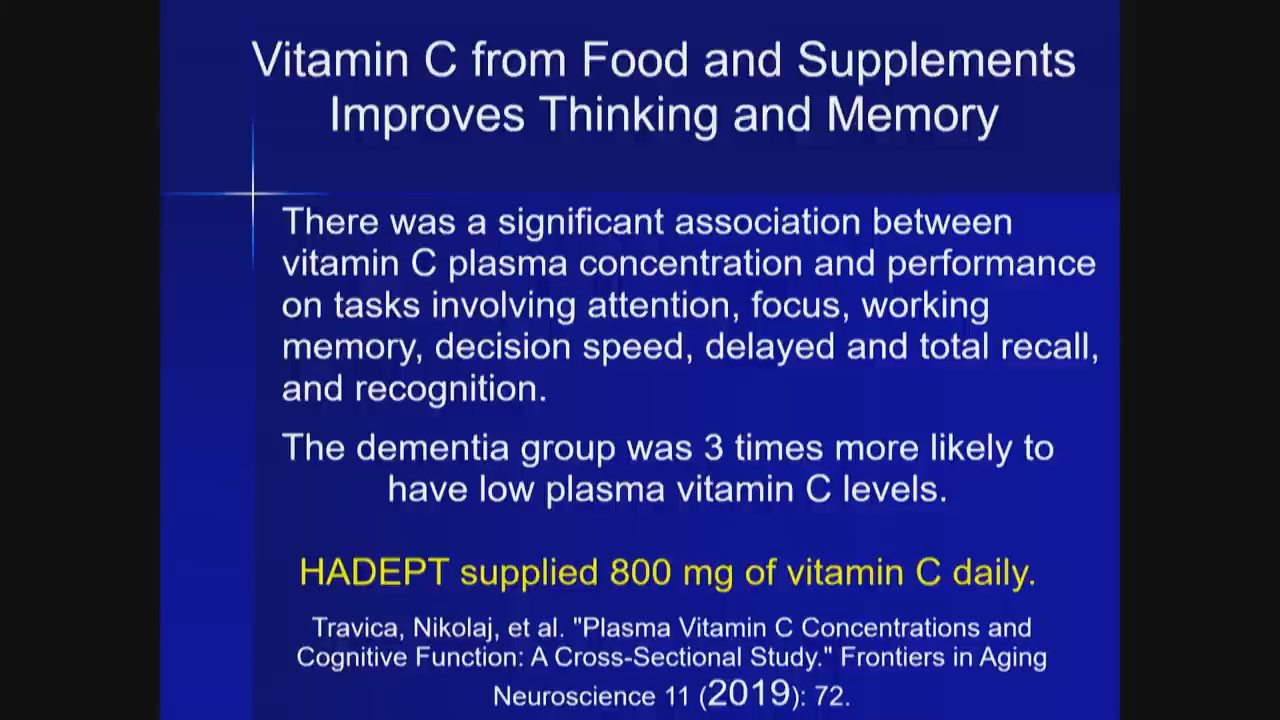 Vitamin C from Food and Supplements
Improves Thinking and Memory
There was a significant association between
vitamin C plasma concentration and performance
on tasks involving attention, focus, working
memory, decision speed, delayed and total recall,
and recognition.
The dementia group was 3 times more likely to
have low plasma vitamin C levels.
HADEPT supplied 800 mg of vitamin C daily.
Travica, Nikolaj, et al. "Plasma Vitamin C Concentrations and
Cognitive Function: A Cross-Sectional Study." Frontiers in Aging
Neuroscience 11 (2019): 72.